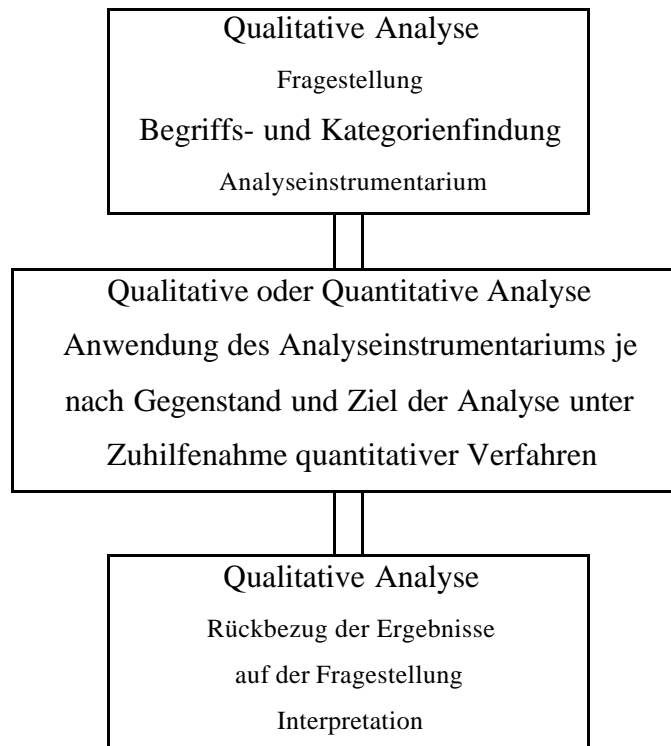 Qualitative Analyse
Fragestellung
Begriffs- und Kategorienfindung
Analyseinstrumentarium
Qualitative oder Quantitative Analyse
Anwendung des Analyseinstrumentariums je
nach Gegenstand und Ziel der Analyse unter
Zuhilfenahme quantitativer Verfahren
Qualitative Analyse
Rückbezug der Ergebnisse
auf der Fragestellung
Interpretation